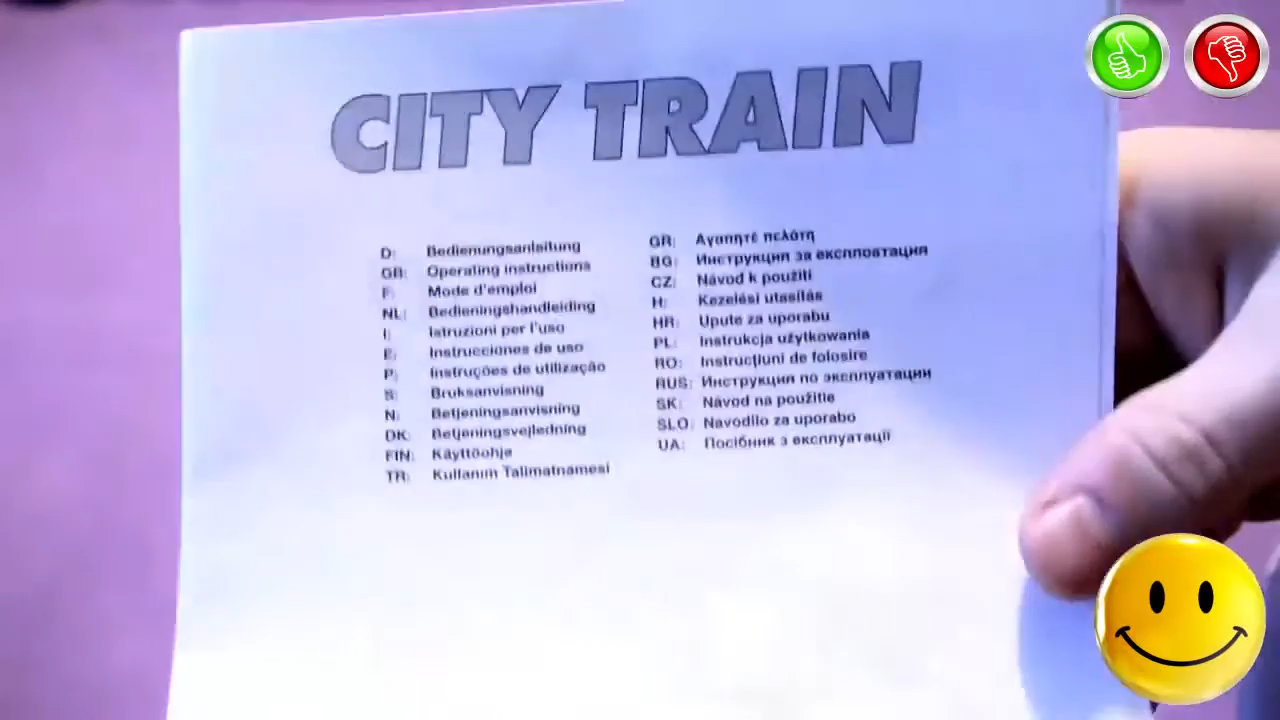 CITY TRAIN
D: Bedienungsanleitung
GB: Operating instructions
F: Mode d'emploi
NL: Bedieningshandleiding
I: Istruzioni per l'uso
E: Instrucciones de uso
P: Instruções de utilização
S: Bruksanvisning
N: Betjeningsanvisning
DK: Betjeningsvejledning
FIN: Käyttöohje
TR: Kullanım Talimatnamesi
GR: Αγαπητέ πελάτη
BG: Инструкция за експлоатация
CZ: Návod k použití
H: Kezelési utasítás
HR: Upute za uporabu
PL: Instrukcja użytkowania
RO: Instrucţiuni de folosire
RUS: Инструкция по эксплуатации
SK: Návod na použitie
SLO: Navodilo za uporabo
UA: Посібник з експлуатації